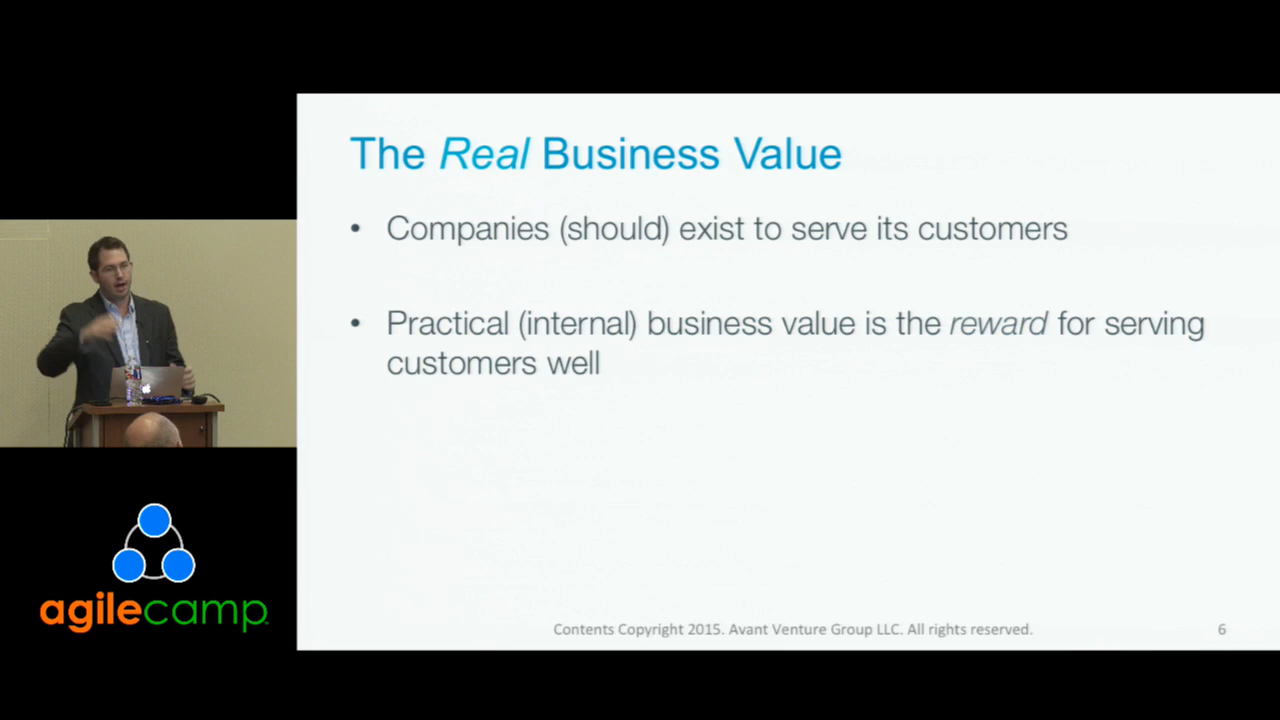 The Real Business Value
• Companies (should) exist to serve its customers
• Practical (internal) business value is the reward for serving
customers well
agilecamp
Contents Copyright 2015. Avant Venture Group LLC. All rights reserved.
6